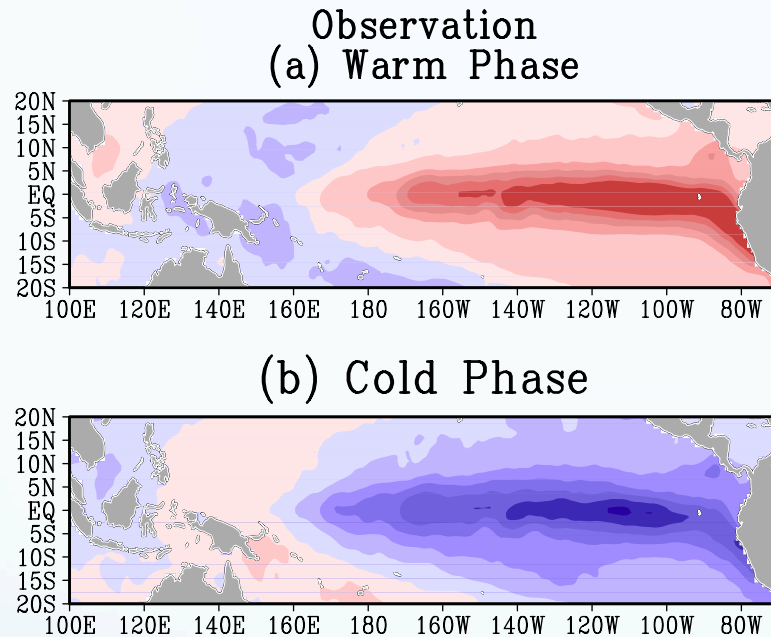 Observation
(a) Warm Phase
20N
15N
10N
5N
EQ
5S
10S
15S
20S
100E 120E 140E 160E 180 160W 140W 120W 100W 80W
(b) Cold Phase
20N
15N
10N
5N
EQ
5S
10S
15S
20S
100E 120E 140E 160E 180 160W 140W 120W 100W 80W